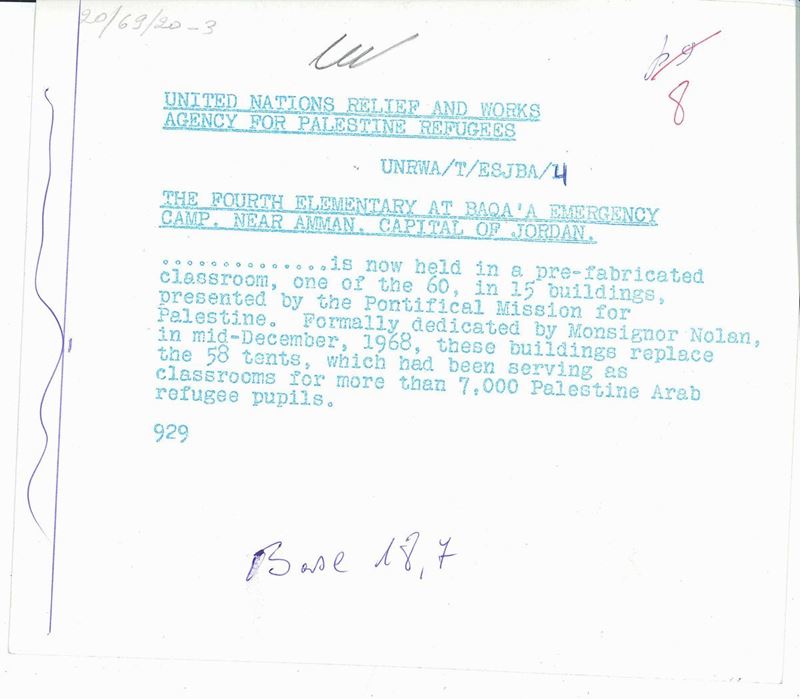 20/69/20-3
8
UNITED NATIONS RELIEF AND WORKS
AGENCY FOR PALESTINE REFUGEES
UNRWA/T/ESJBA/4
THE FOURTH ELEMENTARY AT BAQA'A EMERGENCY
CAMP. NEAR AMMAN. CAPITAL OF JORDAN.
..............is now held in a pre-fabricated
classroom, one of the 60, in 15 buildings,
presented by the Pontifical Mission for
Palestine. Formally dedicated by Monsignor Nolan,
in mid-December, 1968, these buildings replace
the 58 tents, which had been serving as
classrooms for more than 7,000 Palestine Arab
refugee pupils.
929
Base 18,7